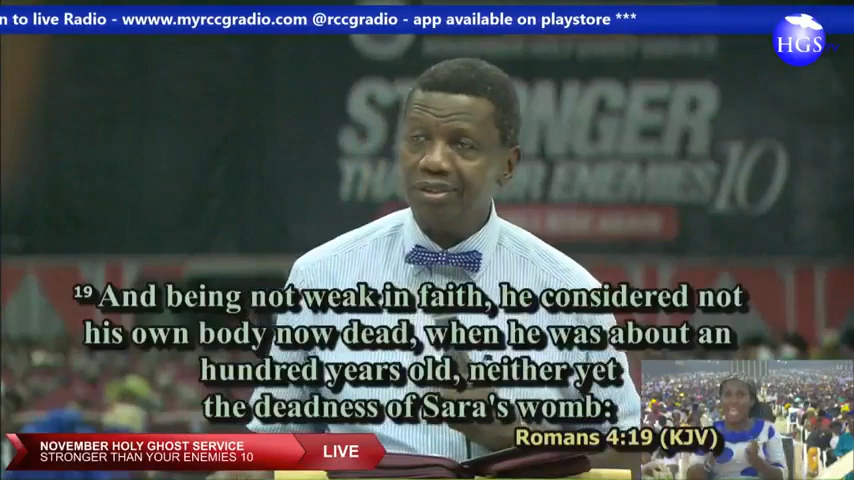 n to live Radio - www.myrccgradio.com @rccgradio - app available on playstore ***
HGS
STRONGER
THAN YOUR ENEMIES 10
19 And being not weak in faith, he considered not
his own body now dead, when he was about an
hundred years old, neither yet
the deadness of Sara's womb:
Romans 4:19 (KJV)
NOVEMBER HOLY GHOST SERVICE
STRONGER THAN YOUR ENEMIES 10
LIVE